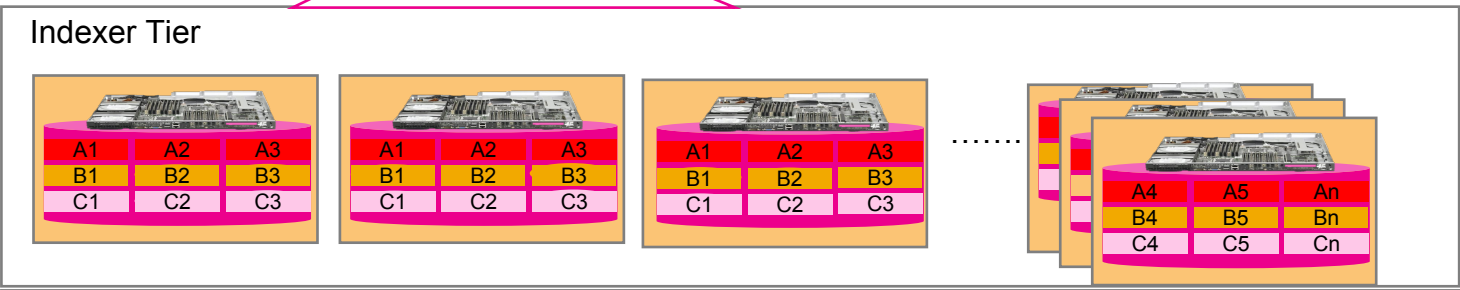 Indexer Tier
A1 A2 A3
B1 B2 B3
C1 C2 C3
A1 A2 A3
B1 B2 B3
C1 C2 C3
A1 A2 A3
B1 B2 B3
C1 C2 C3
.......
A4 A5 An
B4 B5 Bn
C4 C5 Cn